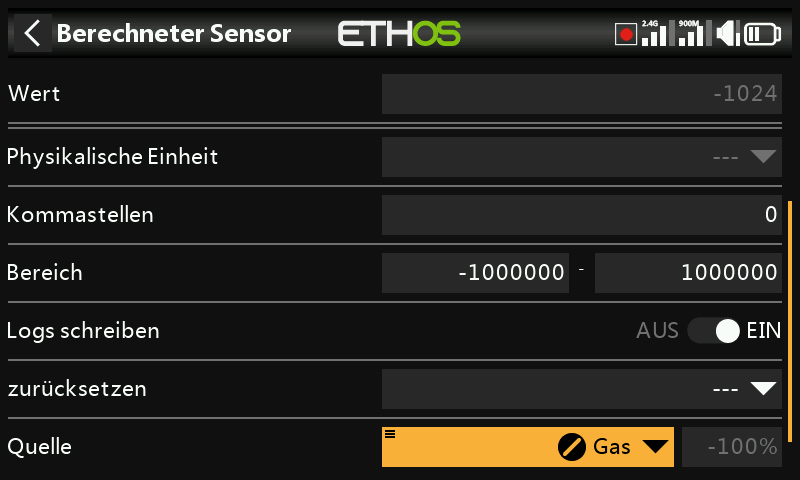 Berechneter Sensor ETHOS 2.4G 900M
Wert -1024
Physikalische Einheit ---
Kommastellen 0
Bereich -1000000 - 1000000
Logs schreiben AUS EIN
zurücksetzen ---
Quelle Gas -100%